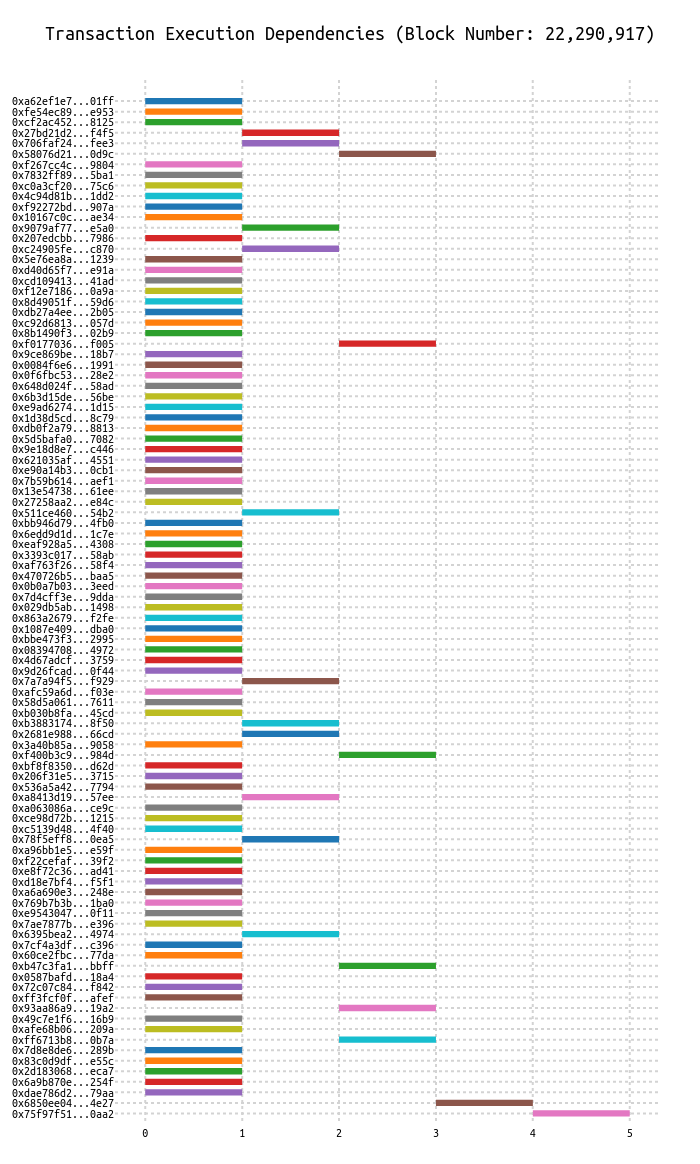 Transaction Execution Dependencies (Block Number: 22,290,917)
0xa62ef1e7...01ff
0xfe54ec89...e953
0xcf2ac452...8125
0x27bd21d2...f4f5
0x706faf24...fee3
0x58076d21...0d9c
0xf267cc4c...9804
0x7832ff89...5ba1
0xc0a3cf20...75c6
0x4c94d81b...1dd2
0xf92272bd...907a
0x10167c0c...ae34
0x9079af77...e5a0
0x207edcbb...7986
0xc24905fe...c870
0x5e76ea8a...1239
0xd40d65f7...e91a
0xcd109413...41ad
0xf12e7186...0a9a
0x8d49051f...59d6
0xdb27a4ee...2b05
0xc92d6813...057d
0x8b1490f3...02b9
0xf0177036...f005
0x9ce869be...18b7
0x0084f6e6...1991
0x0f6fbc53...28e2
0x648d024f...58ad
0x6b3d15de...56be
0xe9ad6274...1d15
0x1d38d5cd...8c79
0xdb0f2a79...8813
0x5d5bafa0...7082
0x9e18d8e7...c446
0x621035af...4551
0xe90a14b3...0cb1
0x7b59b614...aef1
0x13e54738...61ee
0x27258aa2...e84c
0x511ce460...54b2
0xbb946d79...4fb0
0x6edd9d1d...1c7e
0xeaf928a5...4308
0x3393c017...58ab
0xaf763f26...58f4
0x470726b5...baa5
0x0b0a7b03...3eed
0x7d4cff3e...9dda
0x029db5ab...1498
0x863a2679...f2fe
0x1087e409...dba0
0xbbe473f3...2995
0x08394708...4972
0x4d67adcf...3759
0x9d26fcad...0f44
0x7a7a94f5...f929
0xafc59a6d...f03e
0x58d5a061...7611
0xb030b8fa...45cd
0xb3883174...8f50
0x2681e988...66cd
0x3a40b85a...9058
0xf400b3c9...984d
0xbf8f8350...d62d
0x206f31e5...3715
0x536a5a42...7794
0xa8413d19...57ee
0xa063086a...ce9c
0xce98d72b...1215
0xc5139d48...4f40
0x78f5eff8...0ea5
0xa96bb1e5...e59f
0xf22cefaf...39f2
0xe8f72c36...ad41
0xd18e7bf4...f5f1
0xa6a690e3...248e
0x769b7b3b...1ba0
0xe9543047...0f11
0x7ae7877b...e396
0x6395bea2...4974
0x7cf4a3df...c396
0x60ce2fbc...77da
0xb47c3fa1...bbff
0x0587bafd...18a4
0x72c07c84...f842
0xff3fcf0f...afef
0x93aa86a9...19a2
0x49c7e1f6...16b9
0xafe68b06...209a
0xff6713b8...0b7a
0x7d8e8de6...289b
0x83c0d9df...e55c
0x2d183068...eca7
0x6a9b870e...254f
0xdae786d2...79aa
0x6850ee04...4e27
0x75f97f51...0aa2
0 1 2 3 4 5